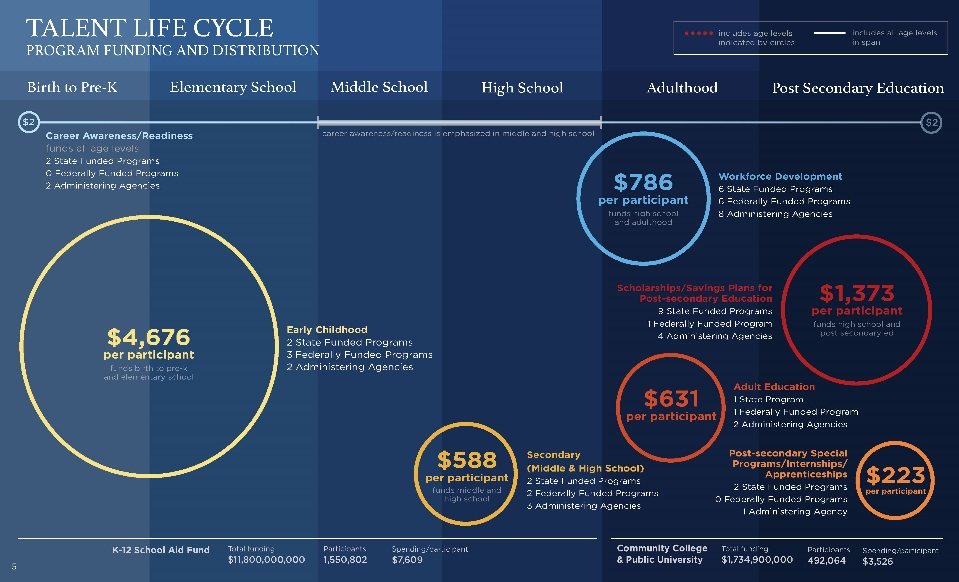 TALENT LIFE CYCLE
PROGRAM FUNDING AND DISTRIBUTION
includes age levels
indicated by circles
includes all age levels
in span
Birth to Pre-K
Elementary School
Middle School
High School
Adulthood
Post Secondary Education
$2
$2
career awareness/readiness is emphasized in middle and high school
Career Awareness/Readiness
funds all age levels
2 State Funded Programs
0 Federally Funded Programs
2 Administering Agencies
$786
per participant
funds high school
and adulthood
Workforce Development
6 State Funded Programs
6 Federally Funded Programs
8 Administering Agencies
Scholarships/Savings Plans for
Post-secondary Education
9 State Funded Programs
1 Federally Funded Program
4 Administering Agencies
$1,373
per participant
funds high school and
post secondary ed
$4,676
per participant
funds birth to pre-k
and elementary school
Early Childhood
2 State Funded Programs
3 Federally Funded Programs
2 Administering Agencies
$631
per participant
Adult Education
1 State Program
1 Federally Funded Program
2 Administering Agencies
$588
per participant
funds middle and
high school
Secondary
(Middle & High School)
2 State Funded Programs
2 Federally Funded Programs
3 Administering Agencies
Post-secondary Special
Programs/Internships/
Apprenticeships
2 State Funded Programs
0 Federally Funded Programs
1 Administering Agency
$223
per participant
K-12 School Aid Fund
Total funding
$11,800,000,000
Participants
1,550,802
Spending/participant
$7,609
Community College
& Public University
Total funding
$1,734,900,000
Participants
492,064
Spending/participant
$3,526
5